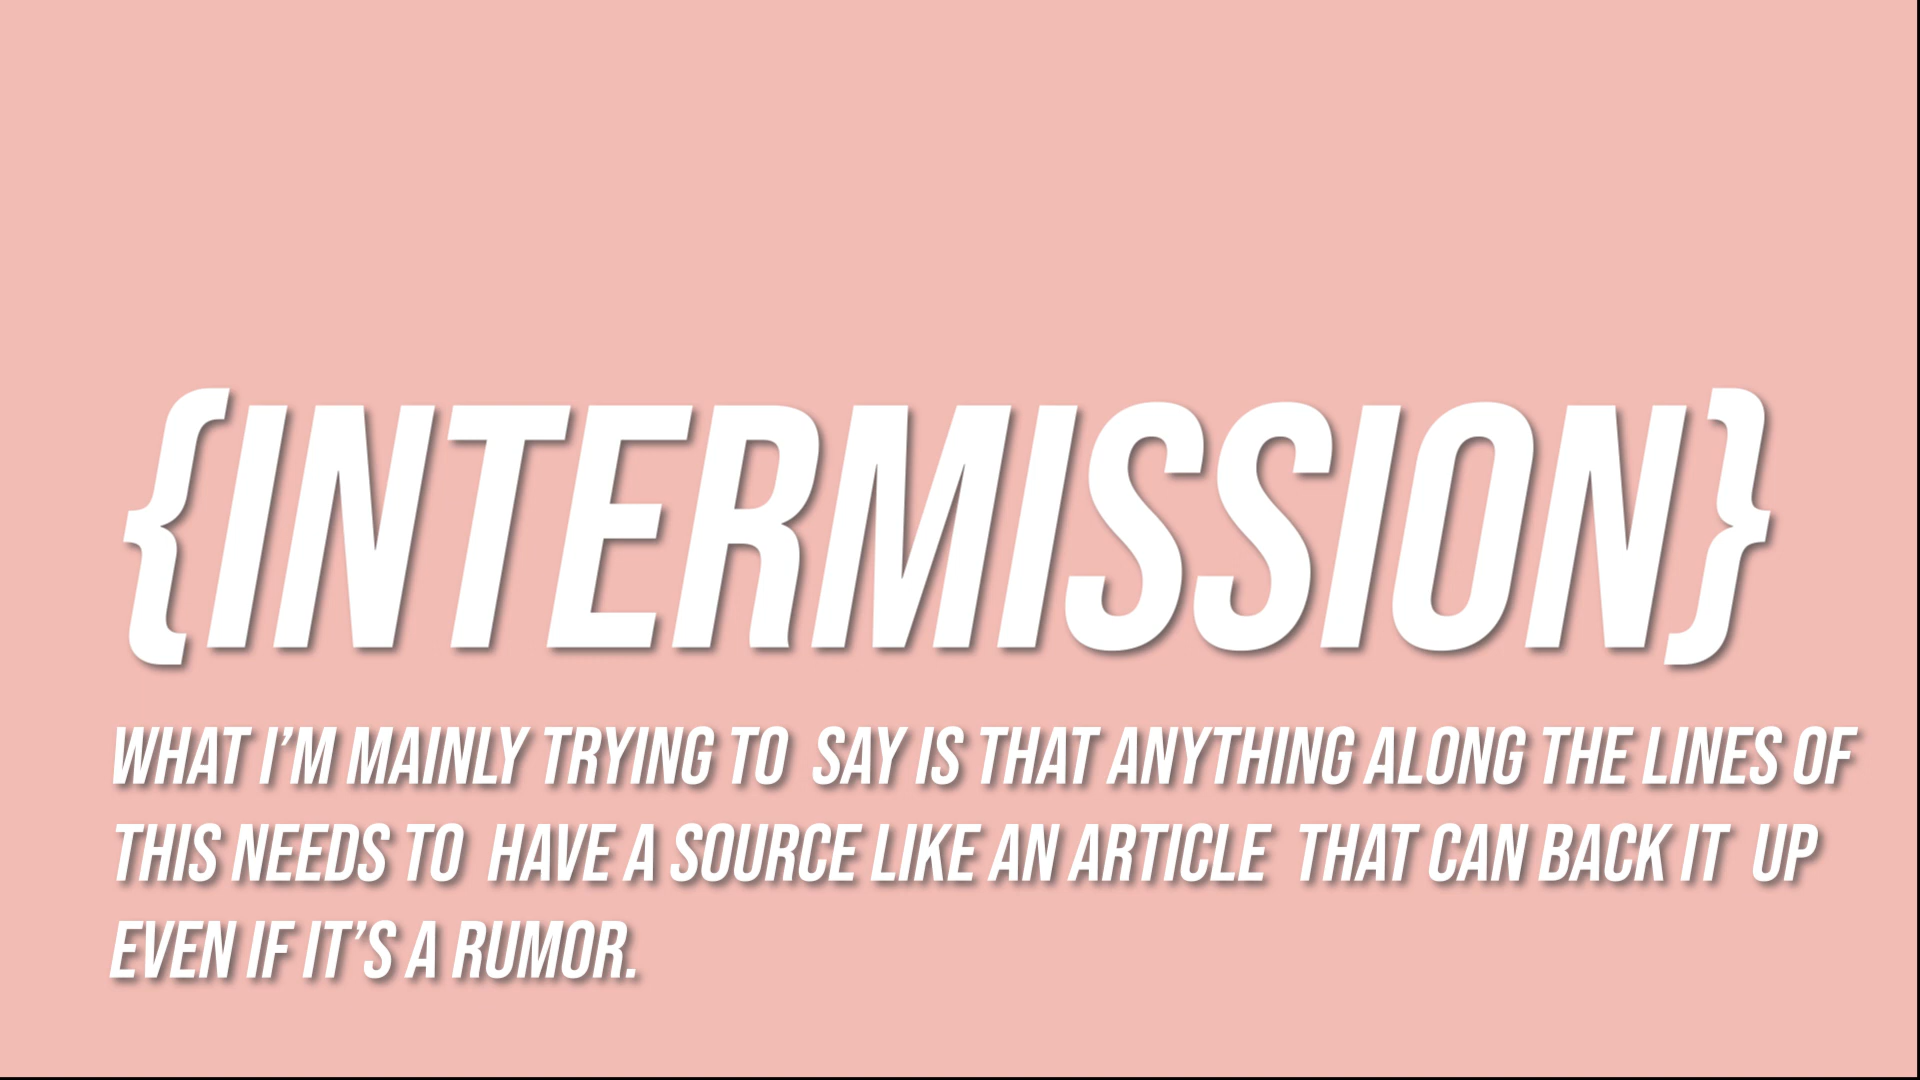 {INTERMISSION}
WHAT I'M MAINLY TRYING TO SAY IS THAT ANYTHING ALONG THE LINES OF
THIS NEEDS TO HAVE A SOURCE LIKE AN ARTICLE THAT CAN BACK IT UP
EVEN IF IT'S A RUMOR.